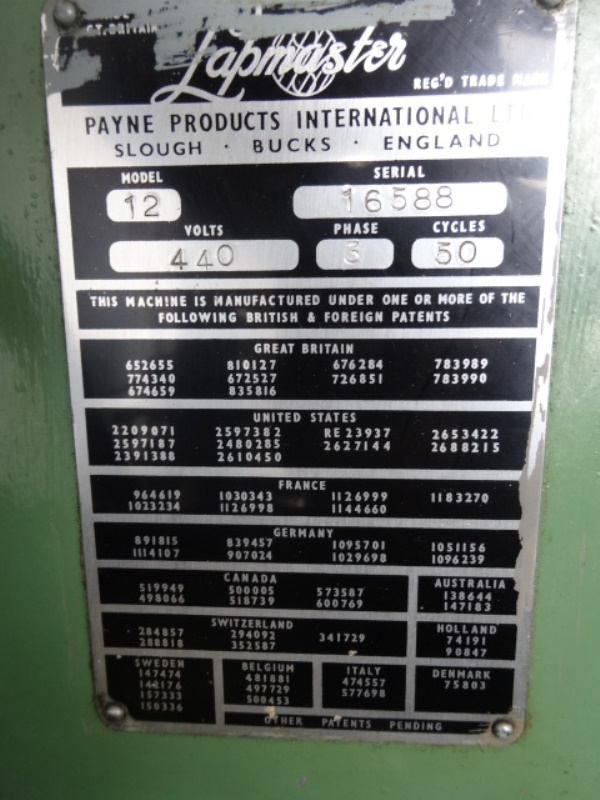 GT. BRITAIN
Lapmaster
REG'D TRADE MARK
PAYNE PRODUCTS INTERNATIONAL
SLOUGH · BUCKS · ENGLAND
MODEL SERIAL
12 16588
VOLTS PHASE CYCLES
440 3 50
THIS MACHINE IS MANUFACTURED UNDER ONE OR MORE OF THE
FOLLOWING BRITISH & FOREIGN PATENTS
GREAT BRITAIN
652655 810127 676284 783989
774340 672527 726851 783990
674659 835816
UNITED STATES
2209071 2597382 RE 23937 2653422
2597187 2480285 2627144 2688215
2391388 2610450
FRANCE
964619 1030343 1126999 1183270
1023234 1126998 1144660
GERMANY
891815 839457 1095701 1051156
1114107 907024 1029698 1096239
CANADA
519949 500005 573587
498066 518739 600769
AUSTRALIA
138644
147183
SWITZERLAND
284857 294092 341729
288818 352587
HOLLAND
74191
90847
SWEDEN
147474
157333
150336
BELGIUM
481881
497729
500453
ITALY
474557
577698
DENMARK
75803
OTHER PATENTS PENDING